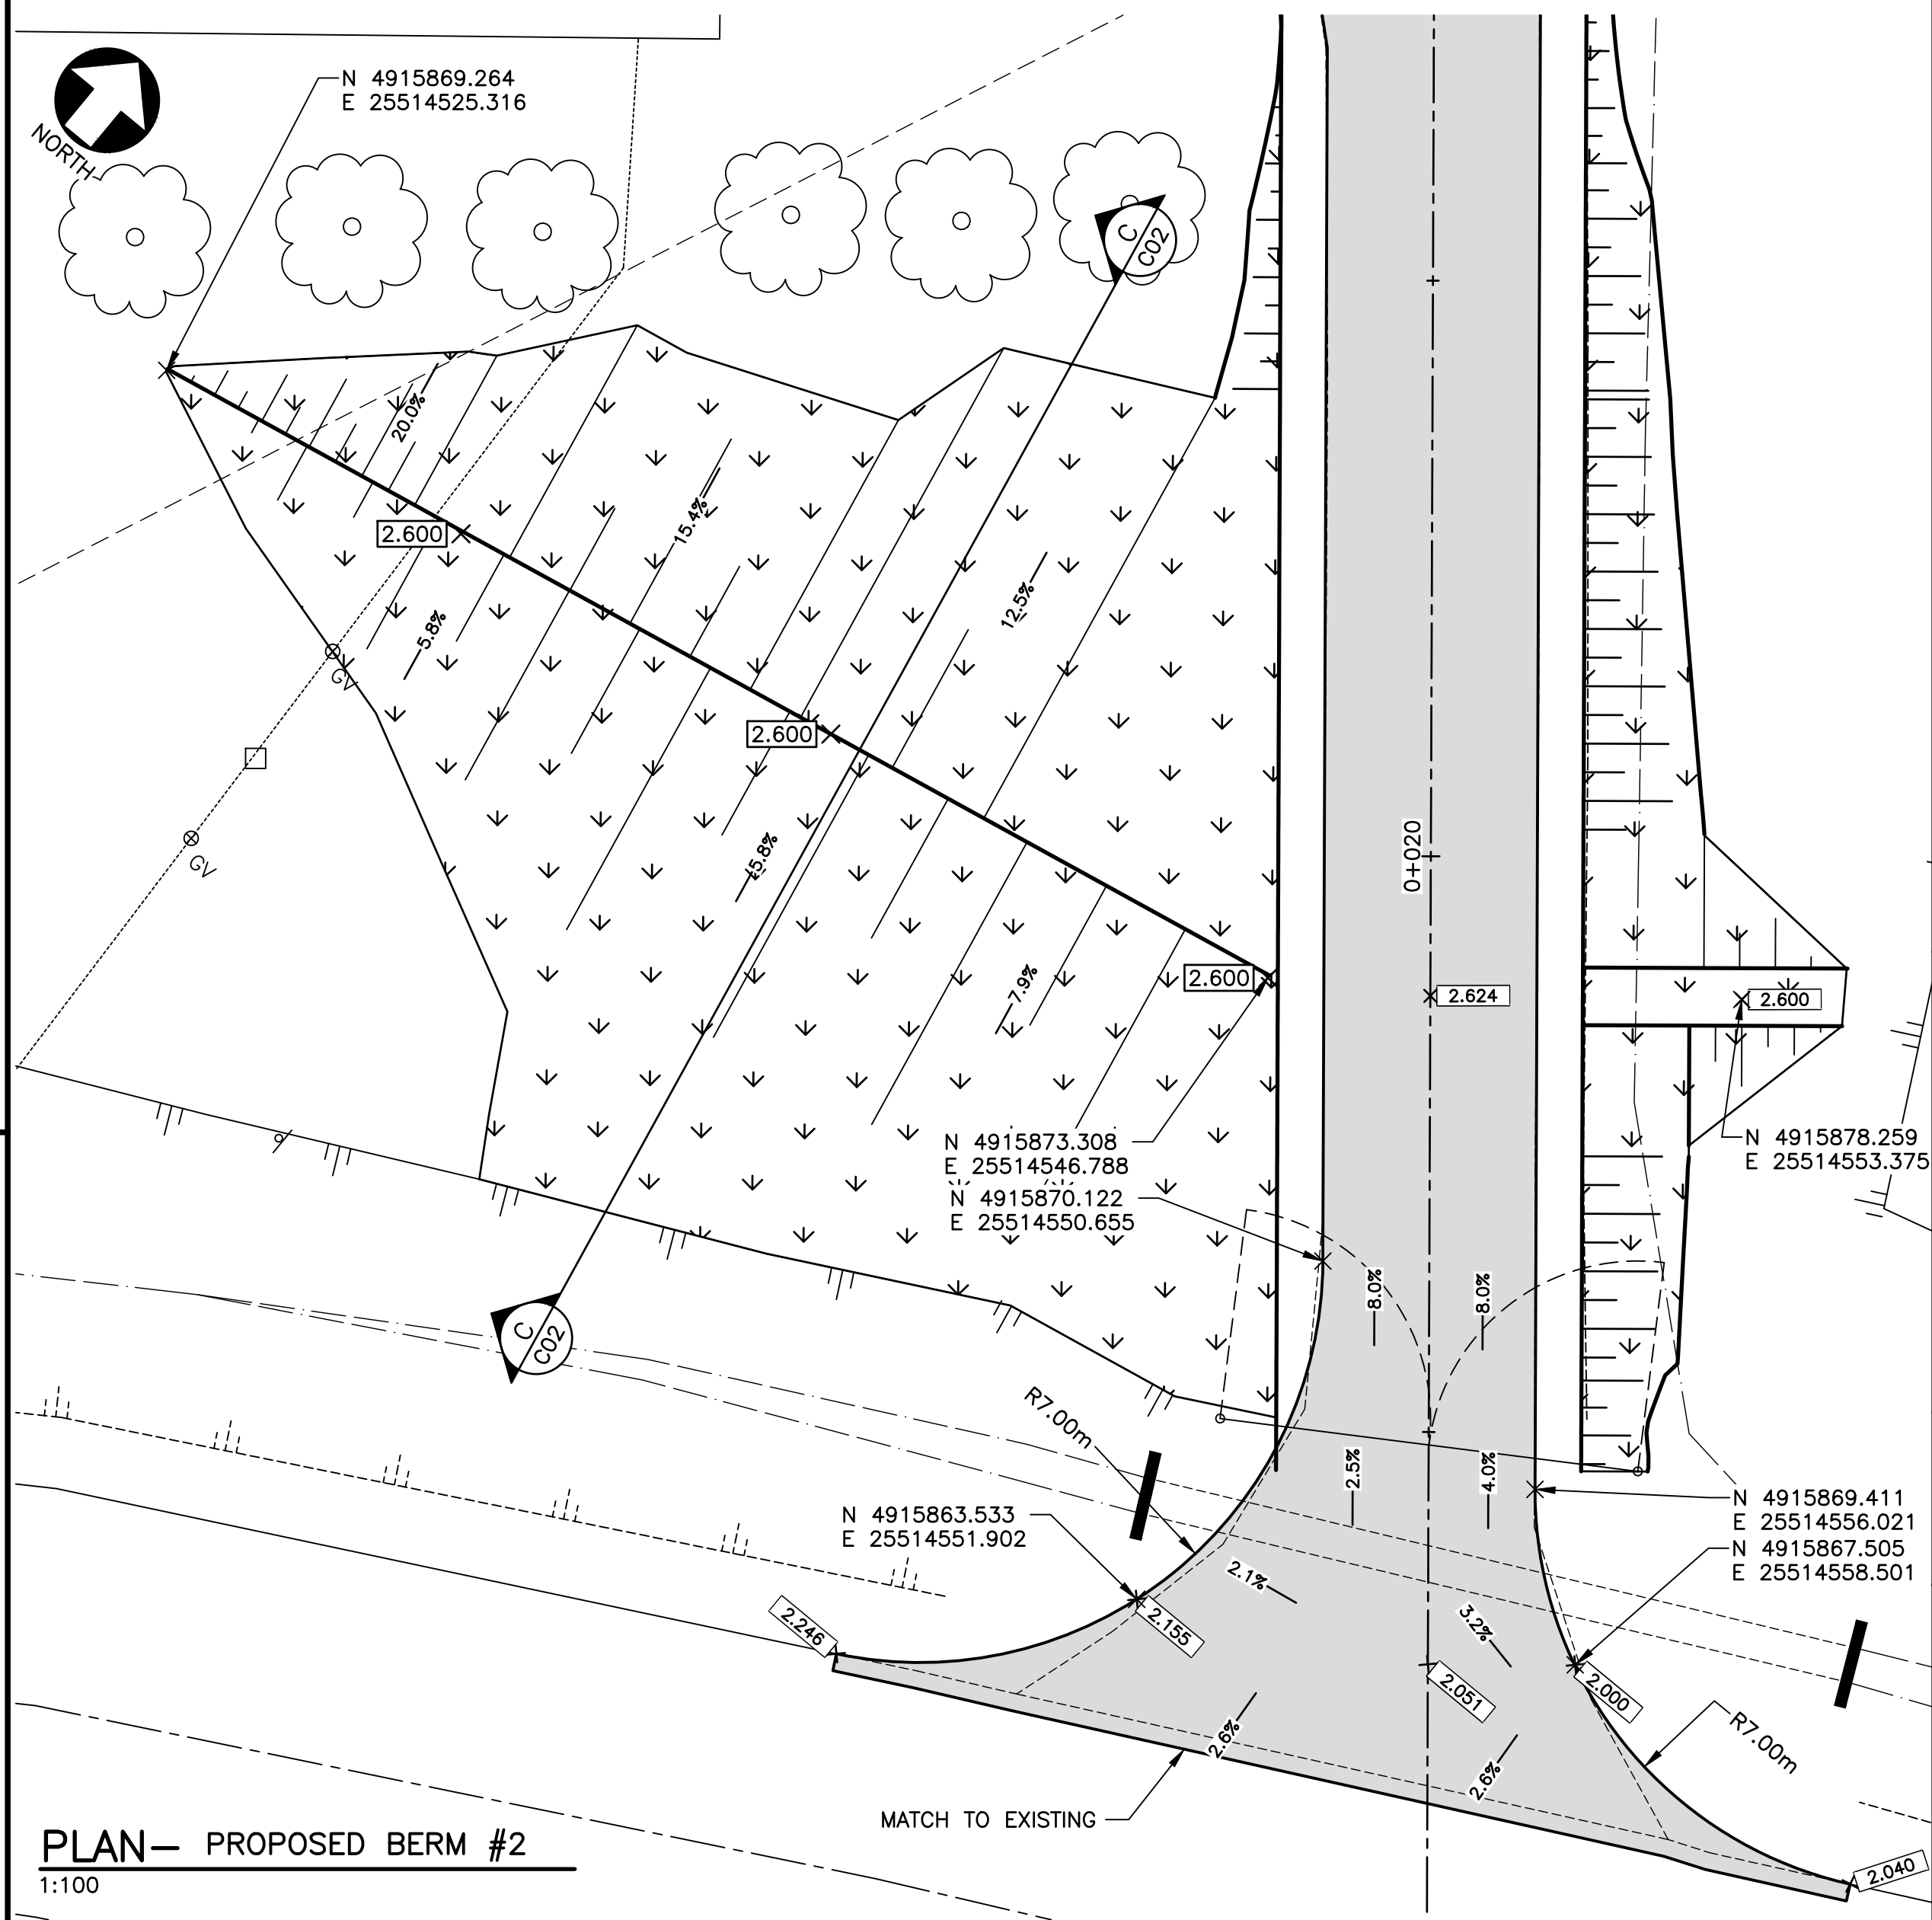 NORTH
N 4915869.264
E 25514525.316
C
C02
20.0%
15.4%
2.600
12.5%
5.8%
GV
2.600
GV
5.8%
0+020
2.600
7.9%
2.624
2.600
N 4915873.308
E 25514546.788
N 4915878.259
E 25514553.375
N 4915870.122
E 25514550.655
8.0%
8.0%
C
C02
R7.00m
2.5%
4.0%
N 4915863.533
E 25514551.902
N 4915869.411
E 25514556.021
N 4915867.505
E 25514558.501
2.1%
2.246
2.155
3.2%
2.051
2.000
2.6%
2.6%
R7.00m
MATCH TO EXISTING
PLAN- PROPOSED BERM #2
1:100
2.040